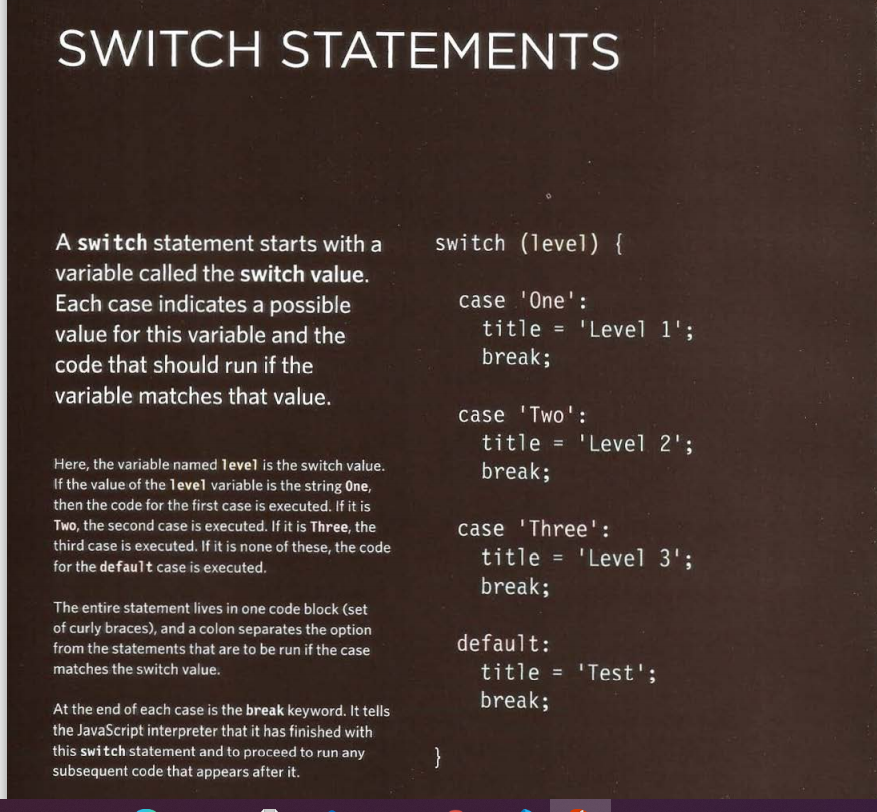 SWITCH STATEMENTS
A switch statement starts with a
variable called the switch value.
Each case indicates a possible
value for this variable and the
code that should run if the
variable matches that value.
Here, the variable named level is the switch value.
If the value of the level variable is the string One,
then the code for the first case is executed. If it is
Two, the second case is executed. If it is Three, the
third case is executed. If it is none of these, the code
for the default case is executed.
The entire statement lives in one code block (set
of curly braces), and a colon separates the option
from the statements that are to be run if the case
matches the switch value.
At the end of each case is the break keyword. It tells
the JavaScript interpreter that it has finished with
this switch statement and to proceed to run any
subsequent code that appears after it.
switch (level) {
case 'One':
title = 'Level 1';
break;
case 'Two':
title = 'Level 2';
break;
case 'Three':
title = 'Level 3';
break;
default:
title = 'Test';
break;
}